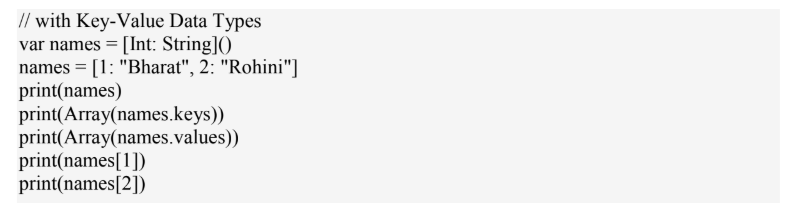 // with Key-Value Data Types
var names = [Int: String]()
names = [1: "Bharat", 2: "Rohini"]
print(names)
print(Array(names.keys))
print(Array(names.values))
print(names[1])
print(names[2])